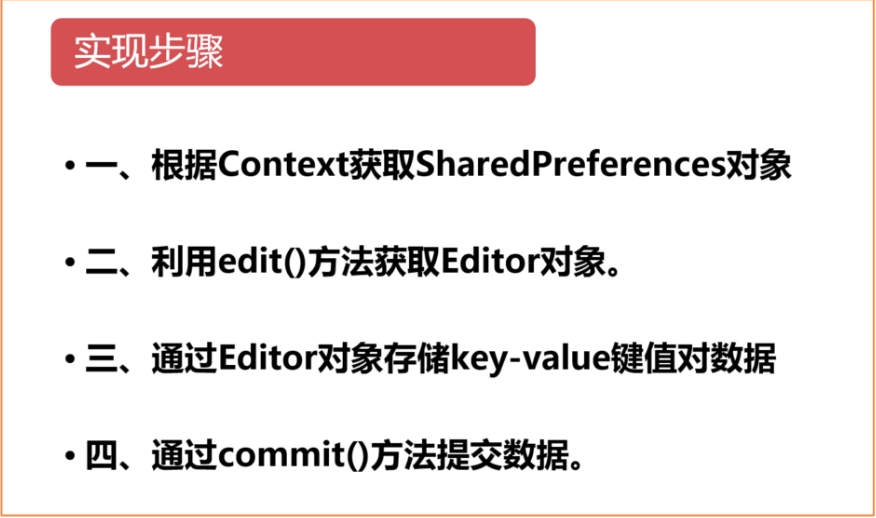 实现步骤
• 一、根据Context获取SharedPreferences对象
• 二、利用edit()方法获取Editor对象。
• 三、通过Editor对象存储key-value键值对数据
• 四、通过commit()方法提交数据。